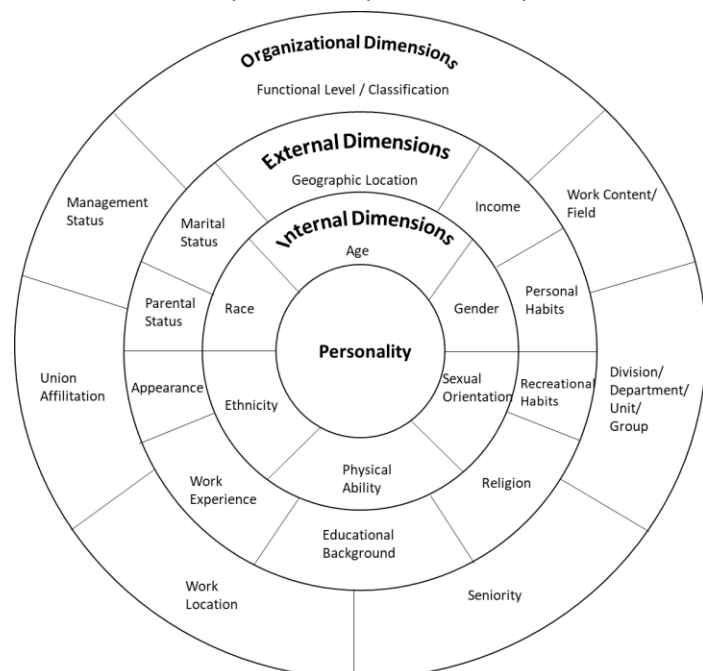 Organizational Dimensions
Functional Level / Classification
External Dimensions
Geographic Location
Internal Dimensions
Age
Personality
Management
Status
Marital
Status
Income
Work Content/
Field
Parental
Status
Race
Gender
Personal
Habits
Union
Affilitation
Appearance
Ethnicity
Sexual
Orientation
Recreational
Habits
Division/
Department/
Unit/
Group
Work
Experience
Physical
Ability
Religion
Educational
Background
Work
Location
Seniority